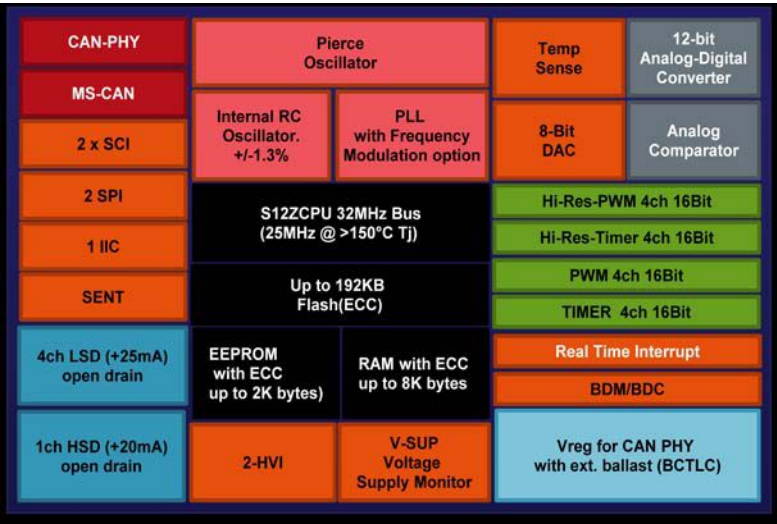 CAN-PHY
MS-CAN
2 x SCI
2 SPI
1 IIC
SENT
4ch LSD (+25mA)
open drain
1ch HSD (+20mA)
open drain
Pierce
Oscillator
Internal RC
Oscillator.
+/-1.3%
PLL
with Frequency
Modulation option
S12ZCPU 32MHz Bus
(25MHz @ >150°C Tj)
Up to 192KB
Flash(ECC)
EEPROM
with ECC
up to 2K bytes)
RAM with ECC
up to 8K bytes
2-HVI
V-SUP
Voltage
Supply Monitor
Temp
Sense
12-bit
Analog-Digital
Converter
8-Bit
DAC
Analog
Comparator
Hi-Res-PWM 4ch 16Bit
Hi-Res-Timer 4ch 16Bit
PWM 4ch 16Bit
TIMER 4ch 16Bit
Real Time Interrupt
BDM/BDC
Vreg for CAN PHY
with ext. ballast (BCTLC)